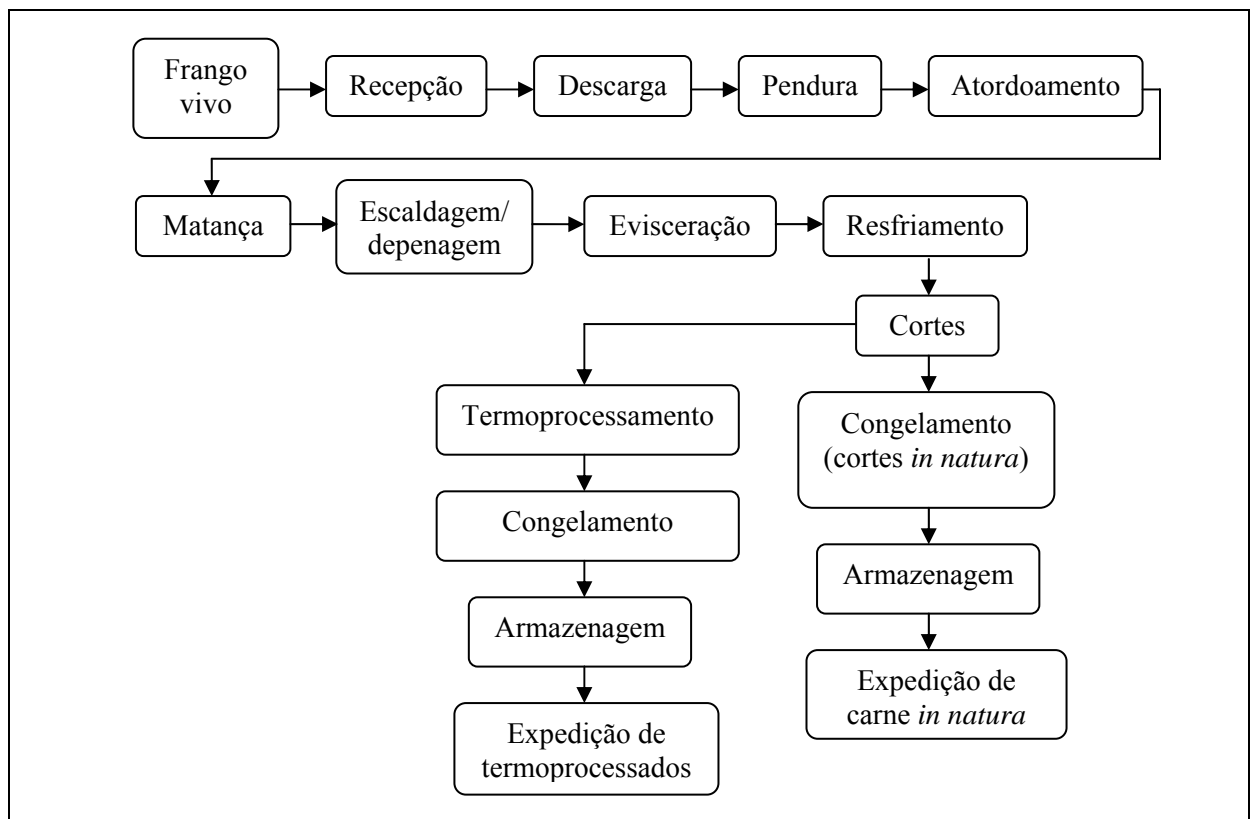 Frango
vivo
Recepção
Descarga
Pendura
Atordoamento
Matança
Escaldagem/
depenagem
Evisceração
Resfriamento
Cortes
Termoprocessamento
Congelamento
Armazenagem
Expedição de
termoprocessados
Congelamento
(cortes in natura)
Armazenagem
Expedição de
carne in natura